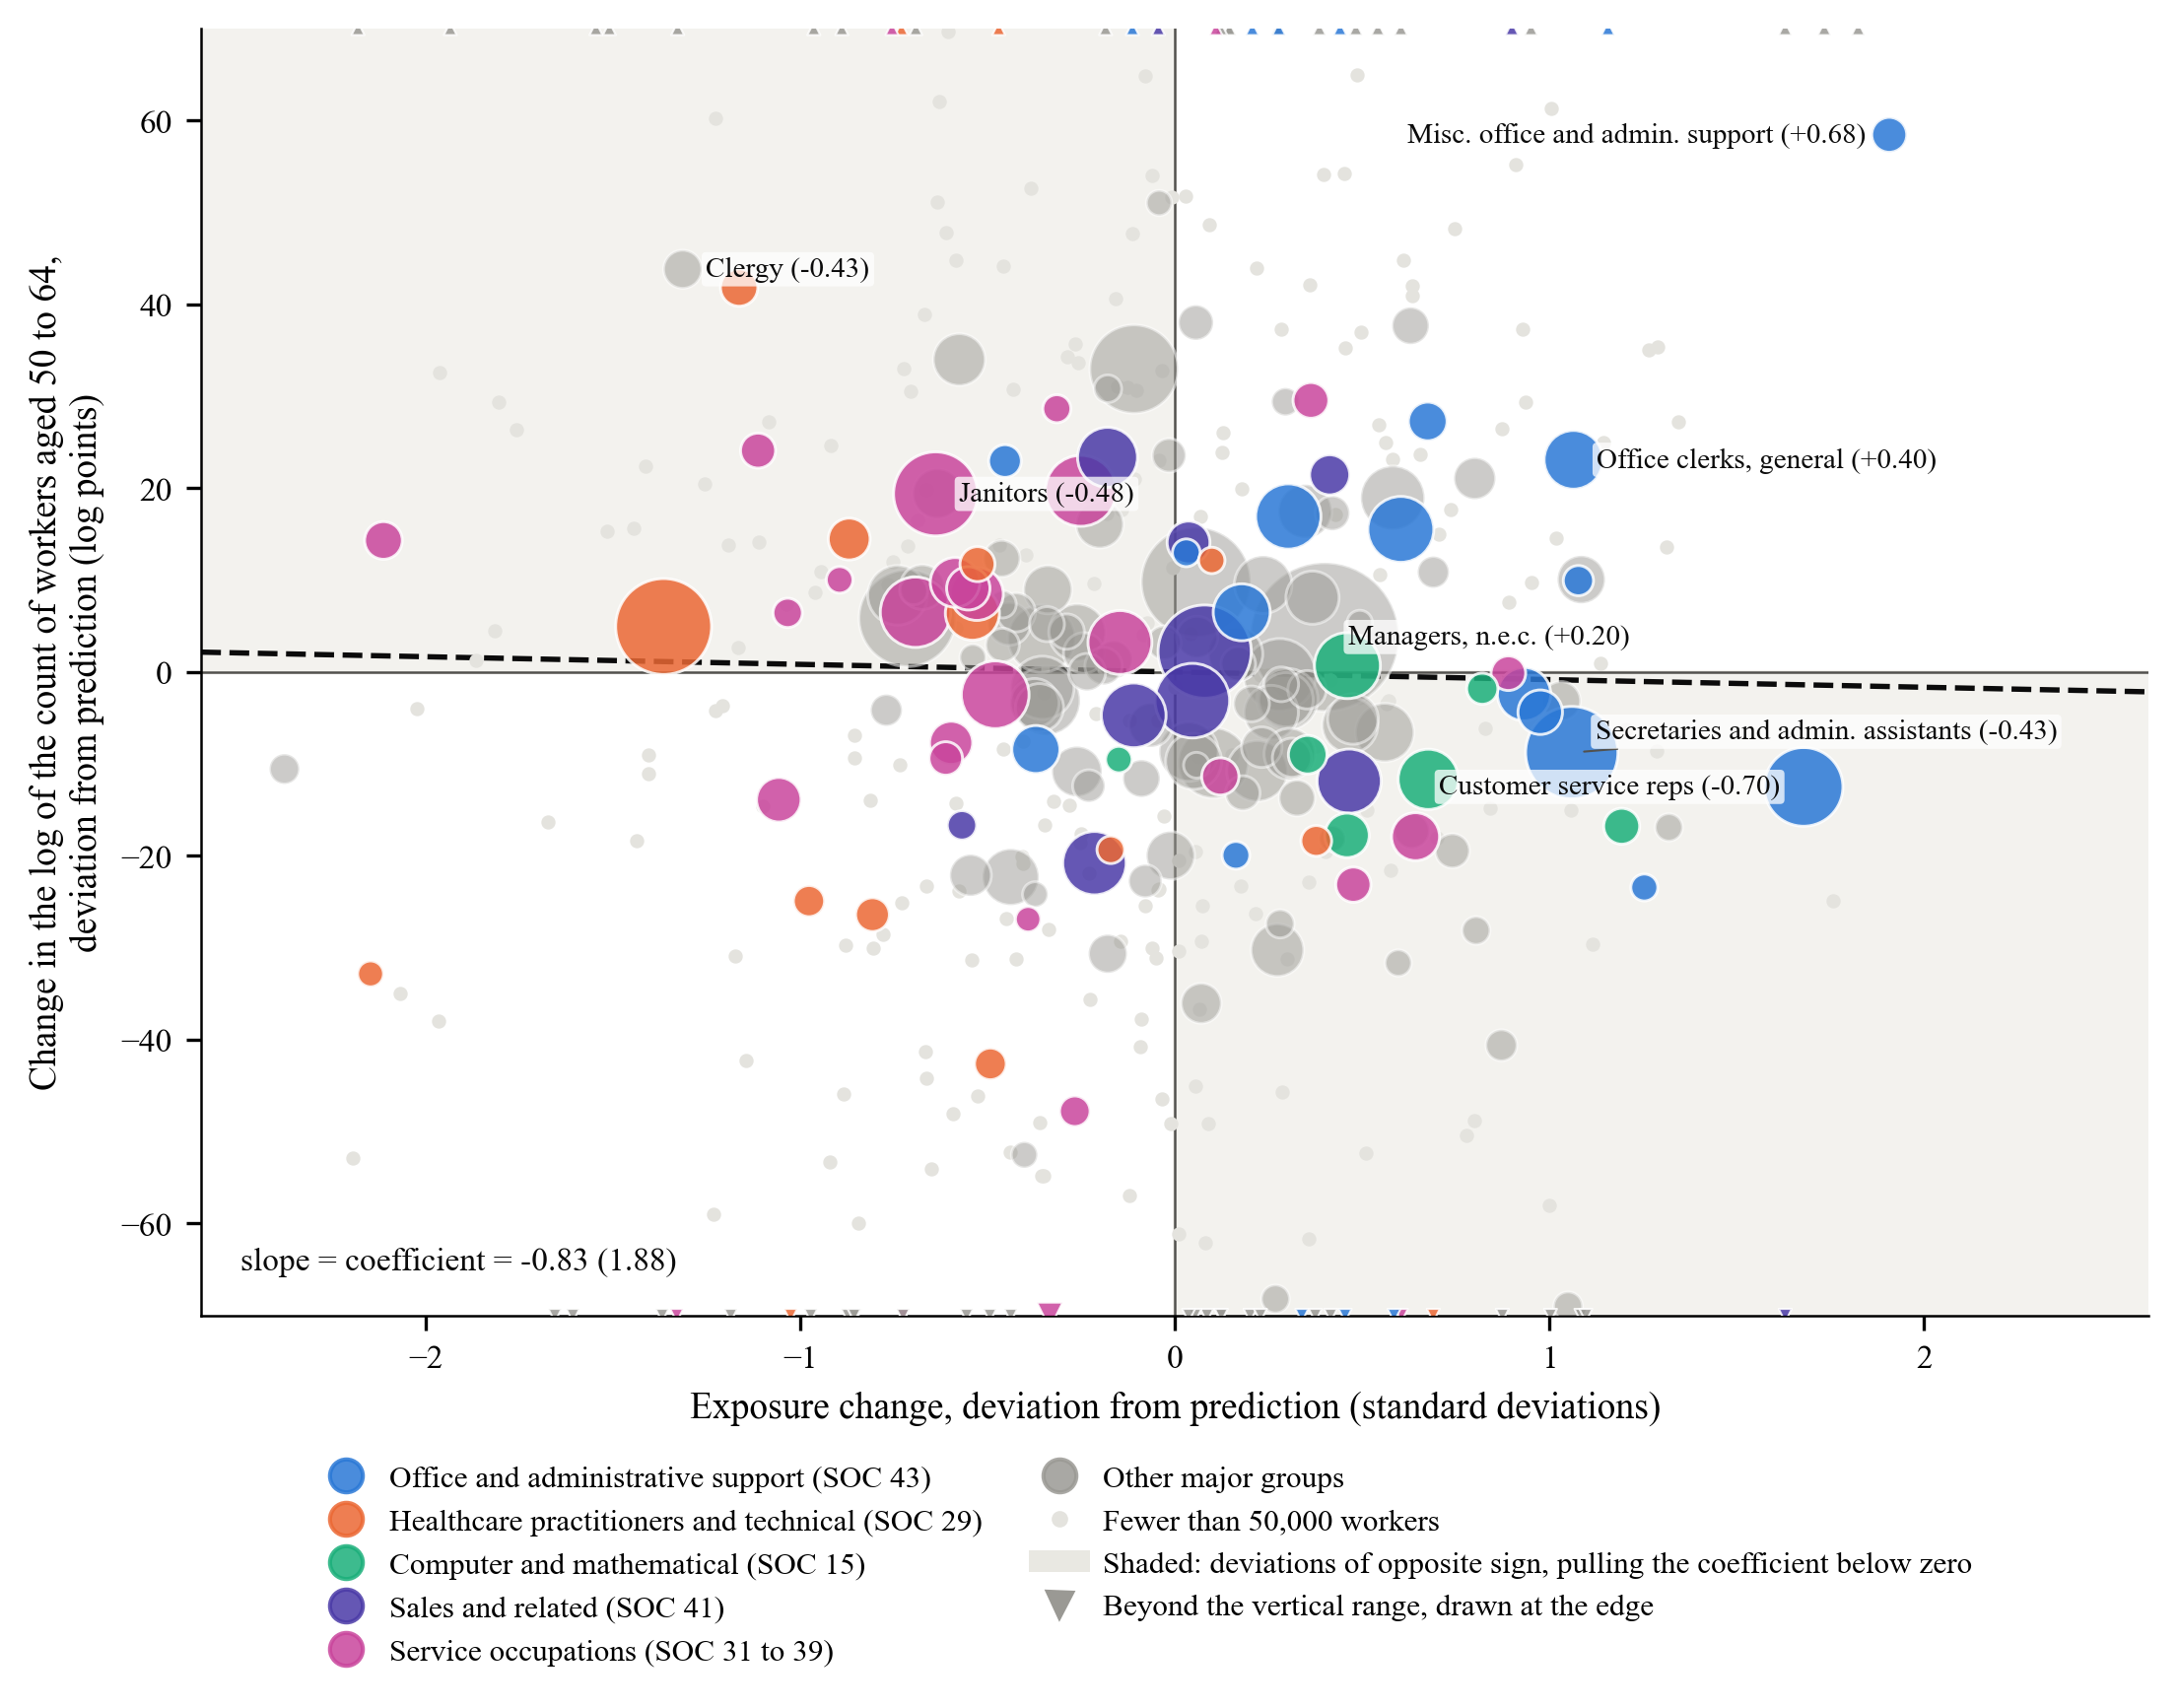 Change in the log of the count of workers aged 50 to 64,
deviation from prediction (log points)
60
40
20
0
−20
−40
−60
Misc. office and admin. support (+0.68)
Clergy (-0.43)
Office clerks, general (+0.40)
Janitors (-0.48)
Managers, n.e.c. (+0.20)
Secretaries and admin. assistants (-0.43)
Customer service reps (-0.70)
slope = coefficient = -0.83 (1.88)
−2
−1
0
1
2
Exposure change, deviation from prediction (standard deviations)
Office and administrative support (SOC 43)
Healthcare practitioners and technical (SOC 29)
Computer and mathematical (SOC 15)
Sales and related (SOC 41)
Service occupations (SOC 31 to 39)
Other major groups
Fewer than 50,000 workers
Shaded: deviations of opposite sign, pulling the coefficient below zero
Beyond the vertical range, drawn at the edge